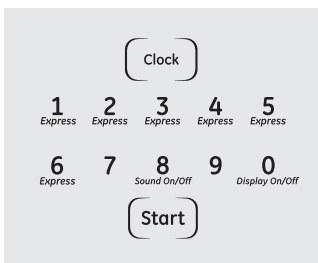 Clock
1 2 3 4 5
Express Express Express Express Express
6 7 8 9 0
Express Sound On/Off Display On/Off
Start